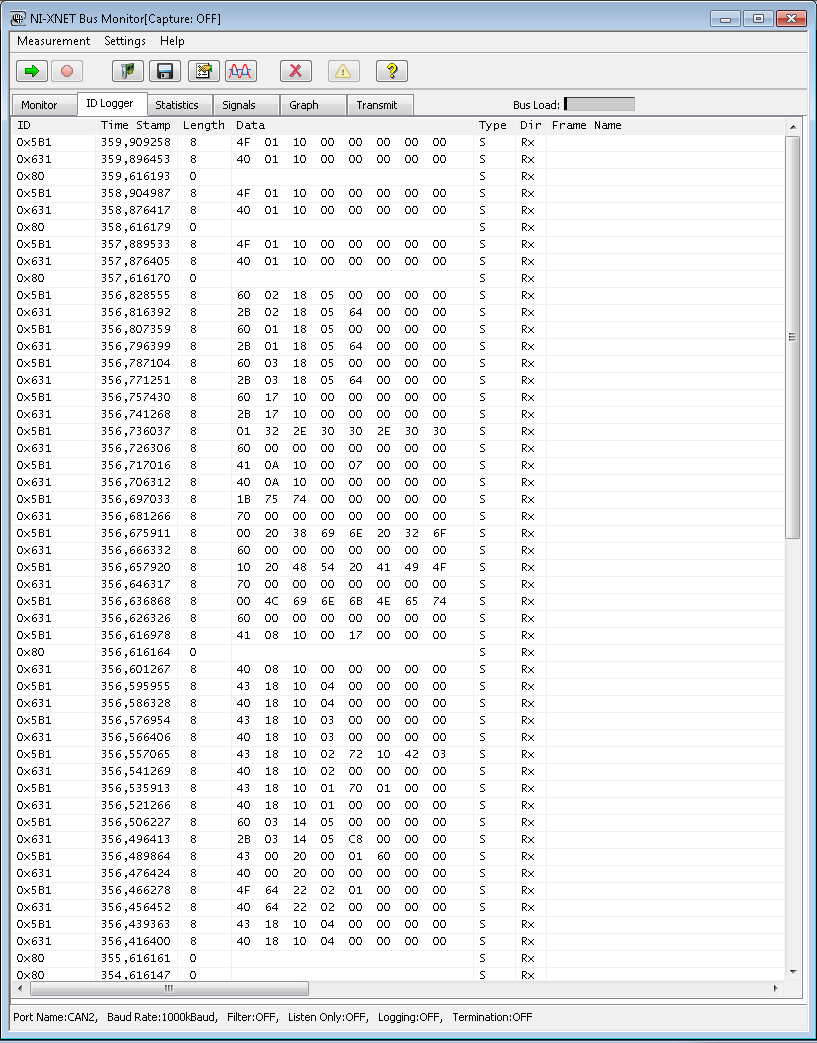 NI-XNET Bus Monitor[Capture: OFF]
Measurement Settings Help
Monitor ID Logger Statistics Signals Graph Transmit Bus Load:
ID Time Stamp Length Data Type Dir Frame Name
0x5B1 359,909258 8 4F 01 10 00 00 00 00 00 S Rx
0x631 359,896453 8 40 01 10 00 00 00 00 00 S Rx
0x80 359,616193 0 S Rx
0x5B1 358,904987 8 4F 01 10 00 00 00 00 00 S Rx
0x631 358,876417 8 40 01 10 00 00 00 00 00 S Rx
0x80 358,616179 0 S Rx
0x5B1 357,889533 8 4F 01 10 00 00 00 00 00 S Rx
0x631 357,876405 8 40 01 10 00 00 00 00 00 S Rx
0x80 357,616170 0 S Rx
0x5B1 356,828555 8 60 02 18 05 00 00 00 00 S Rx
0x631 356,816392 8 2B 02 18 05 64 00 00 00 S Rx
0x5B1 356,807359 8 60 01 18 05 00 00 00 00 S Rx
0x631 356,796399 8 2B 01 18 05 64 00 00 00 S Rx
0x5B1 356,787104 8 60 03 18 05 00 00 00 00 S Rx
0x631 356,771251 8 2B 03 18 05 64 00 00 00 S Rx
0x5B1 356,757430 8 60 17 10 00 00 00 00 00 S Rx
0x631 356,741268 8 2B 17 10 00 00 00 00 00 S Rx
0x5B1 356,736037 8 01 32 2E 30 30 2E 30 30 S Rx
0x631 356,726306 8 60 00 00 00 00 00 00 00 S Rx
0x5B1 356,717016 8 41 0A 10 00 07 00 00 00 S Rx
0x631 356,706312 8 40 0A 10 00 00 00 00 00 S Rx
0x5B1 356,697033 8 1B 75 74 00 00 00 00 00 S Rx
0x631 356,681266 8 70 00 00 00 00 00 00 00 S Rx
0x5B1 356,675911 8 00 20 38 69 6E 20 32 6F S Rx
0x631 356,666332 8 60 00 00 00 00 00 00 00 S Rx
0x5B1 356,657920 8 10 20 48 54 20 41 49 4F S Rx
0x631 356,646317 8 70 00 00 00 00 00 00 00 S Rx
0x5B1 356,636868 8 00 4C 69 6E 6B 4E 65 74 S Rx
0x631 356,626326 8 60 00 00 00 00 00 00 00 S Rx
0x5B1 356,616978 8 41 08 10 00 17 00 00 00 S Rx
0x80 356,616164 0 S Rx
0x631 356,601267 8 40 08 10 00 00 00 00 00 S Rx
0x5B1 356,595955 8 43 18 10 04 00 00 00 00 S Rx
0x631 356,586328 8 40 18 10 04 00 00 00 00 S Rx
0x5B1 356,576954 8 43 18 10 03 00 00 00 00 S Rx
0x631 356,566406 8 40 18 10 03 00 00 00 00 S Rx
0x5B1 356,557065 8 43 18 10 02 72 10 42 03 S Rx
0x631 356,541269 8 40 18 10 02 00 00 00 00 S Rx
0x5B1 356,535913 8 43 18 10 01 70 01 00 00 S Rx
0x631 356,521266 8 40 18 10 01 00 00 00 00 S Rx
0x5B1 356,506227 8 60 03 14 05 00 00 00 00 S Rx
0x631 356,496413 8 2B 03 14 05 C8 00 00 00 S Rx
0x5B1 356,489864 8 43 00 20 00 01 60 00 00 S Rx
0x631 356,476424 8 40 00 20 00 00 00 00 00 S Rx
0x5B1 356,466278 8 4F 64 22 02 01 00 00 00 S Rx
0x631 356,456452 8 40 64 22 02 00 00 00 00 S Rx
0x5B1 356,439363 8 43 18 10 04 00 00 00 00 S Rx
0x631 356,416400 8 40 18 10 04 00 00 00 00 S Rx
0x80 355,616161 0 S Rx
0x80 354,616147 0 S Rx
Port Name:CAN2, Baud Rate:1000kBaud, Filter:OFF, Listen Only:OFF, Logging:OFF, Termination:OFF